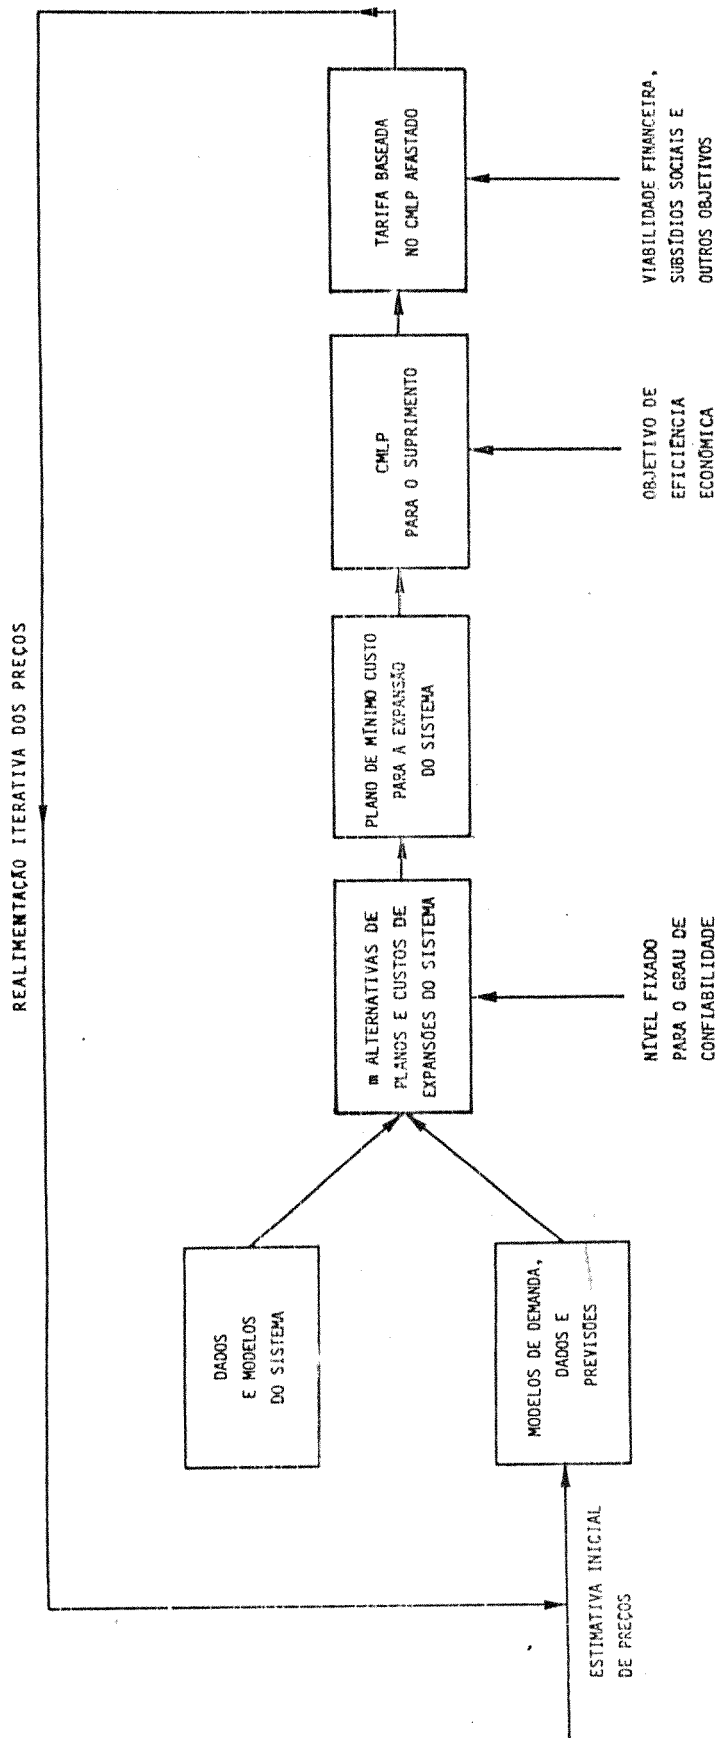 REALIMENTAÇÃO ITERATIVA DOS PREÇOS
DADOS
E MODELOS
DO SISTEMA
ESTIMATIVA INICIAL
DE PREÇOS
MODELOS DE DEMANDA,
DADOS E
PREVISÕES
m ALTERNATIVAS DE
PLANOS E CUSTOS DE
EXPANSÕES DO SISTEMA
NÍVEL FIXADO
PARA O GRAU DE
CONFIABILIDADE
PLANO DE MÍNIMO CUSTO
PARA A EXPANSÃO
DO SISTEMA
CMLP
PARA O SUPRIMENTO
OBJETIVO DE
EFICIÊNCIA
ECONÔMICA
TARIFA BASEADA
NO CMLP AFASTADO
VIABILIDADE FINANCEIRA,
SUBSÍDIOS SOCIAIS E
OUTROS OBJETIVOS